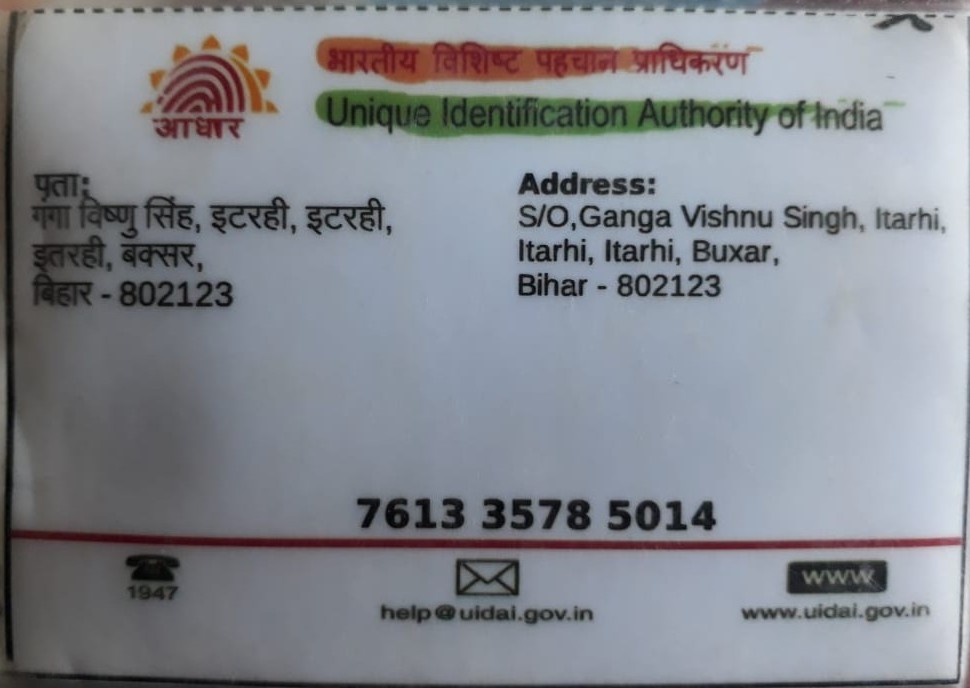 भारतीय विशिष्ट पहचान प्राधिकरण
Unique Identification Authority of India
आधार
पता:
गंगा विष्णु सिंह, इटरही, इटरही,
इतरही, बक्सर,
बिहार - 802123
Address:
S/O,Ganga Vishnu Singh, Itarhi,
Itarhi, Itarhi, Buxar,
Bihar - 802123
7613 3578 5014
1947
help@uidai.gov.in
www
www.uidai.gov.in